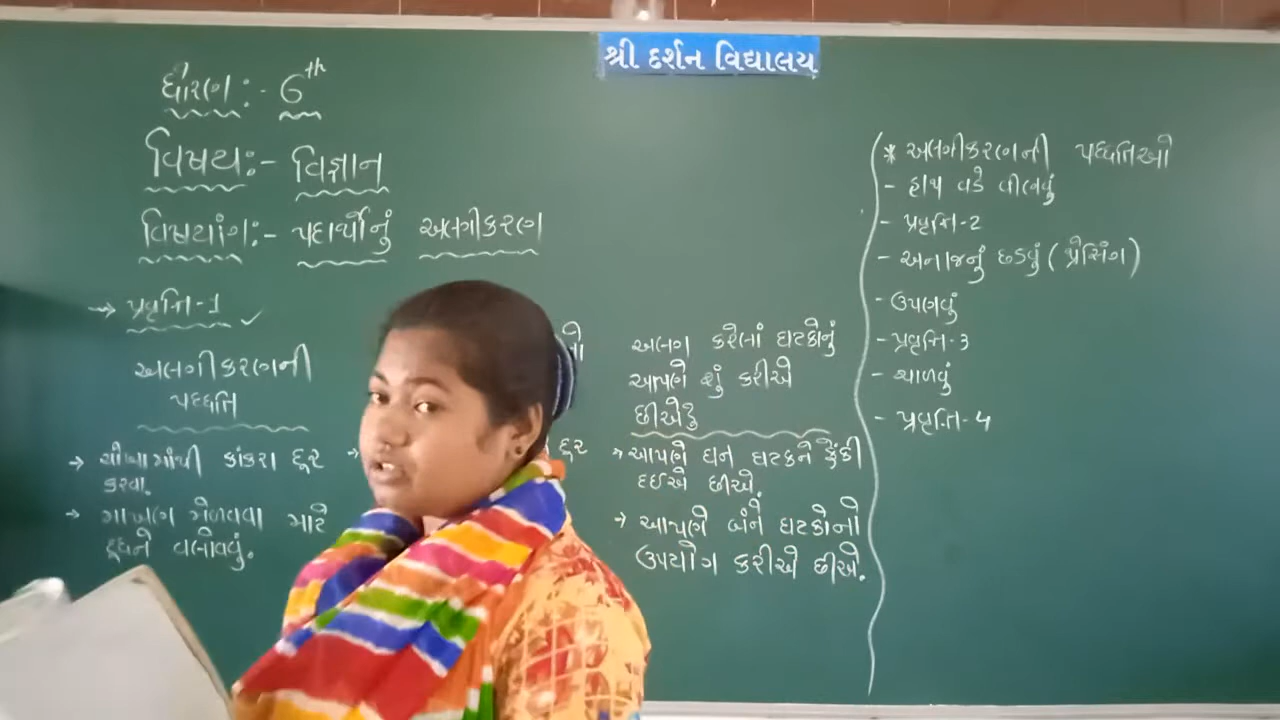 શ્રી દર્શન વિદ્યાલય
ધોરણ:- 6th
વિષય:- વિજ્ઞાન
વિષયાંગ:- પદાર્થોનું અલગીકરણ
→ પ્રવૃત્તિ-1 ✓
અલગીકરણની
પદ્ધતિ
→ ચોખામાંથી કાંકરા દૂર
કરવા.
→ માખણ મેળવવા માટે
દૂધને વલોવવું.
દૂર
અલગ કરેલાં ઘટકોનું
આપણે શું કરીએ
છીએ?
→ આપણે ઘન ઘટકને ફેંકી
દઈએ છીએ.
→ આપણે બંને ઘટકોનો
ઉપયોગ કરીએ છીએ.
* અલગીકરણની પદ્ધતિઓ
- હાથ વડે વીણવું
- પ્રવૃત્તિ-2
- અનાજનું છડવું (થ્રેસિંગ)
- ઉપણવું
- પ્રવૃત્તિ-3
- ચાળવું
- પ્રવૃત્તિ-4